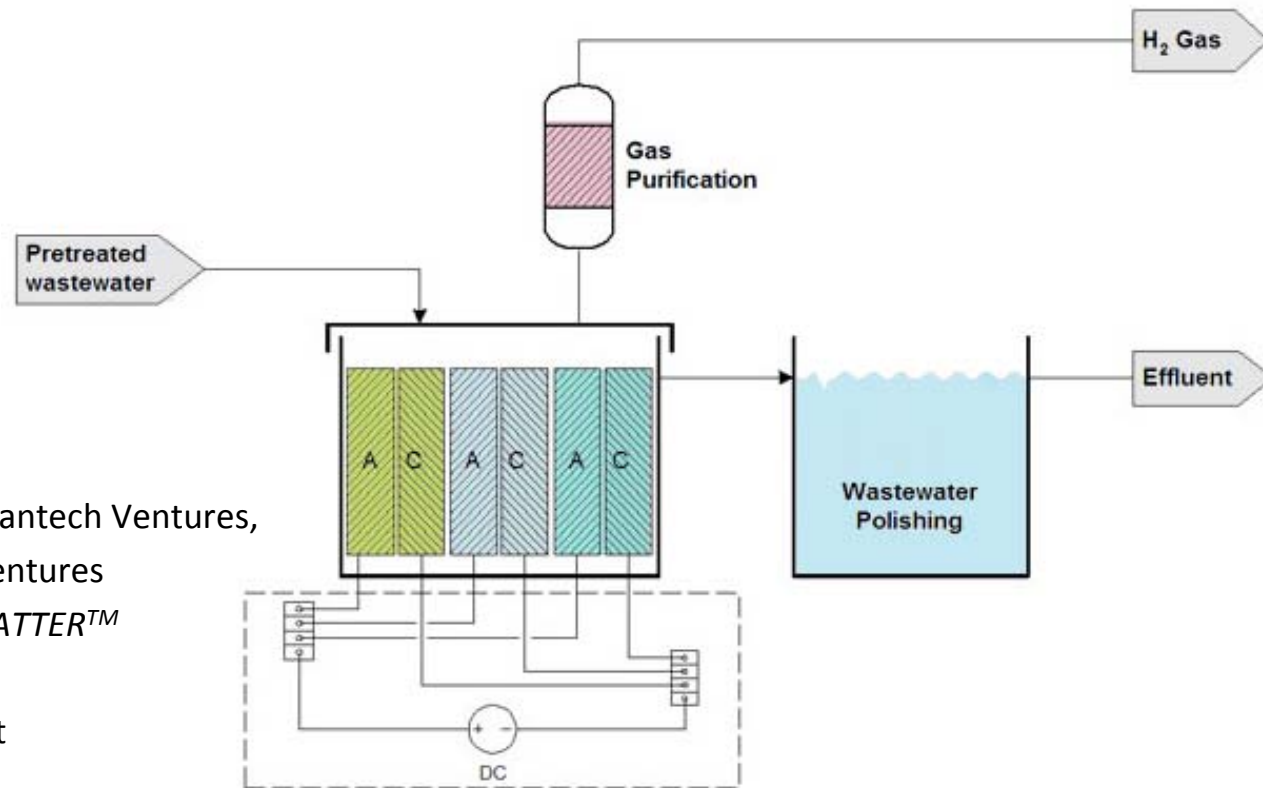 H₂ Gas
Gas
Purification
Pretreated
wastewater
Effluent
A C A C A C
Wastewater
Polishing
antech Ventures,
entures
ATTER™
t
+ −
DC